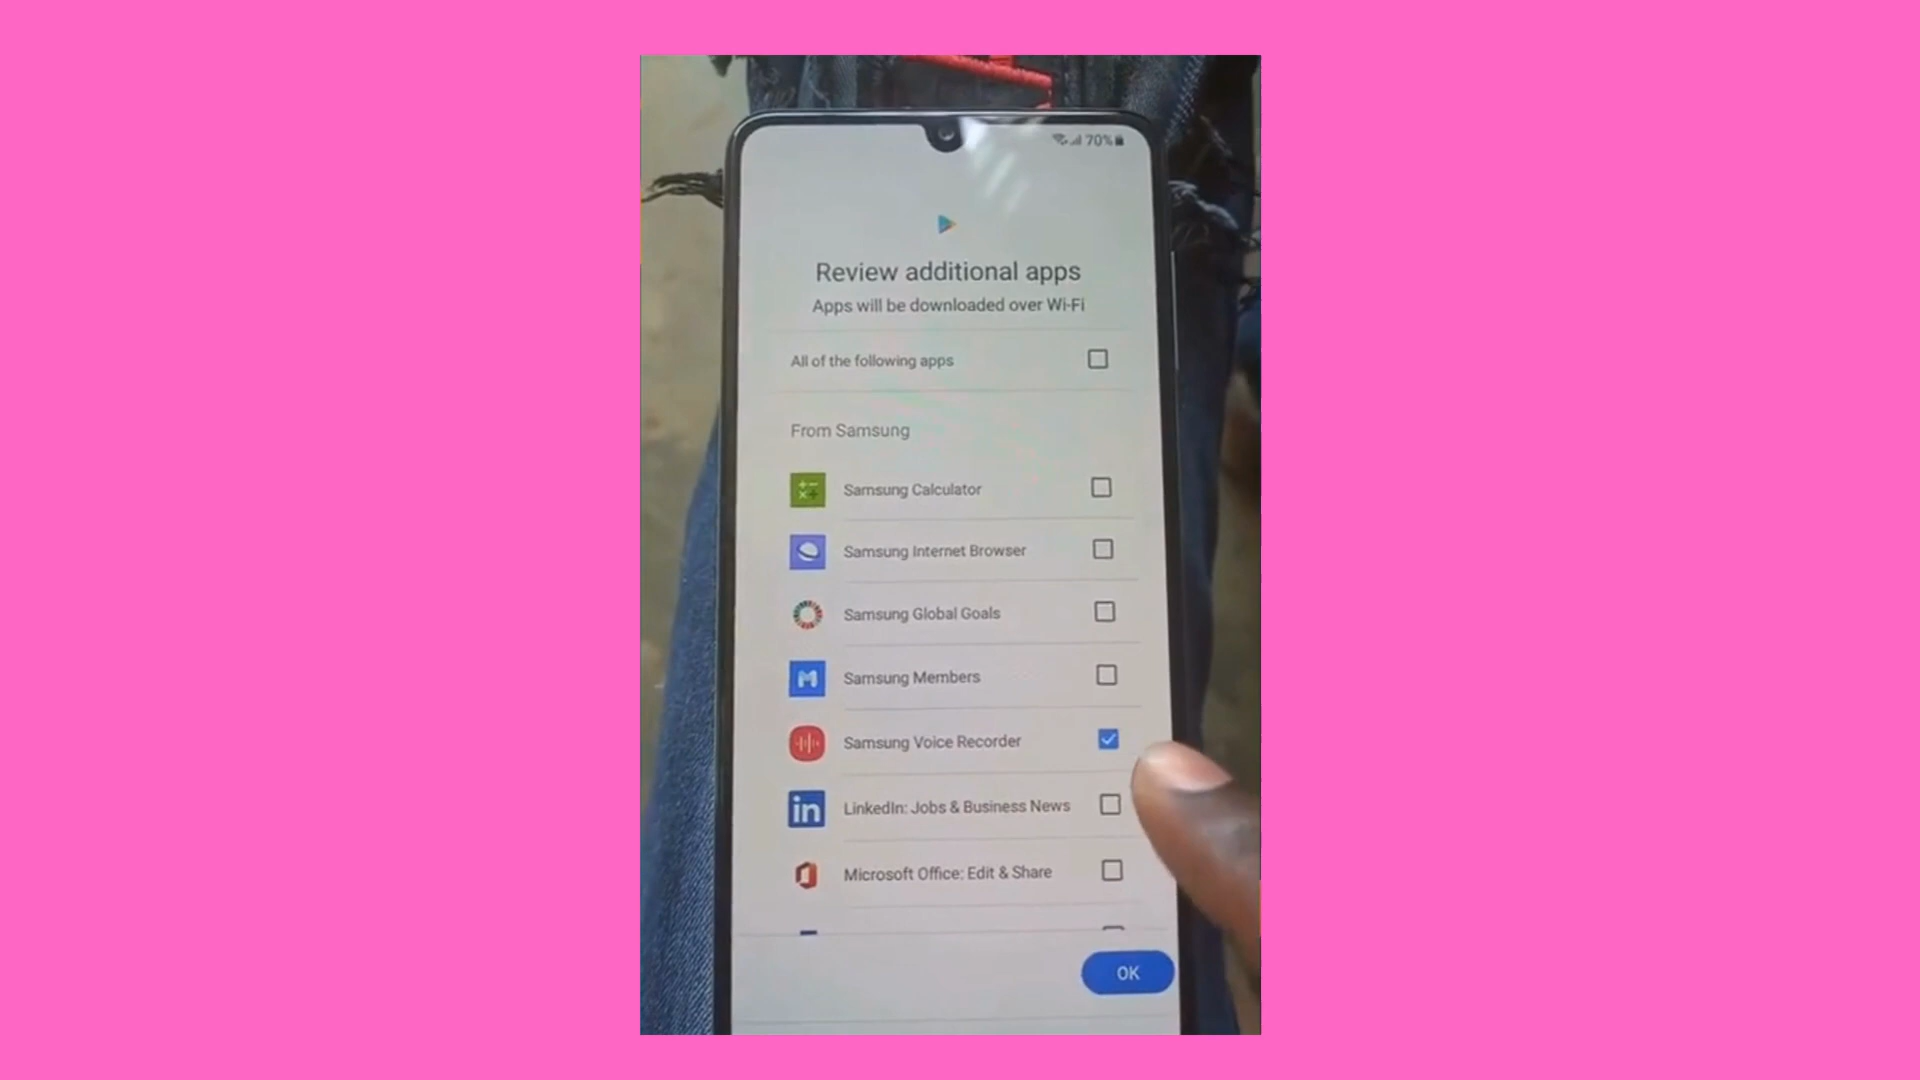 70%
Review additional apps
Apps will be downloaded over Wi-Fi
All of the following apps
From Samsung
Samsung Calculator
Samsung Internet Browser
Samsung Global Goals
Samsung Members
Samsung Voice Recorder
in LinkedIn: Jobs & Business News
Microsoft Office: Edit & Share
OK